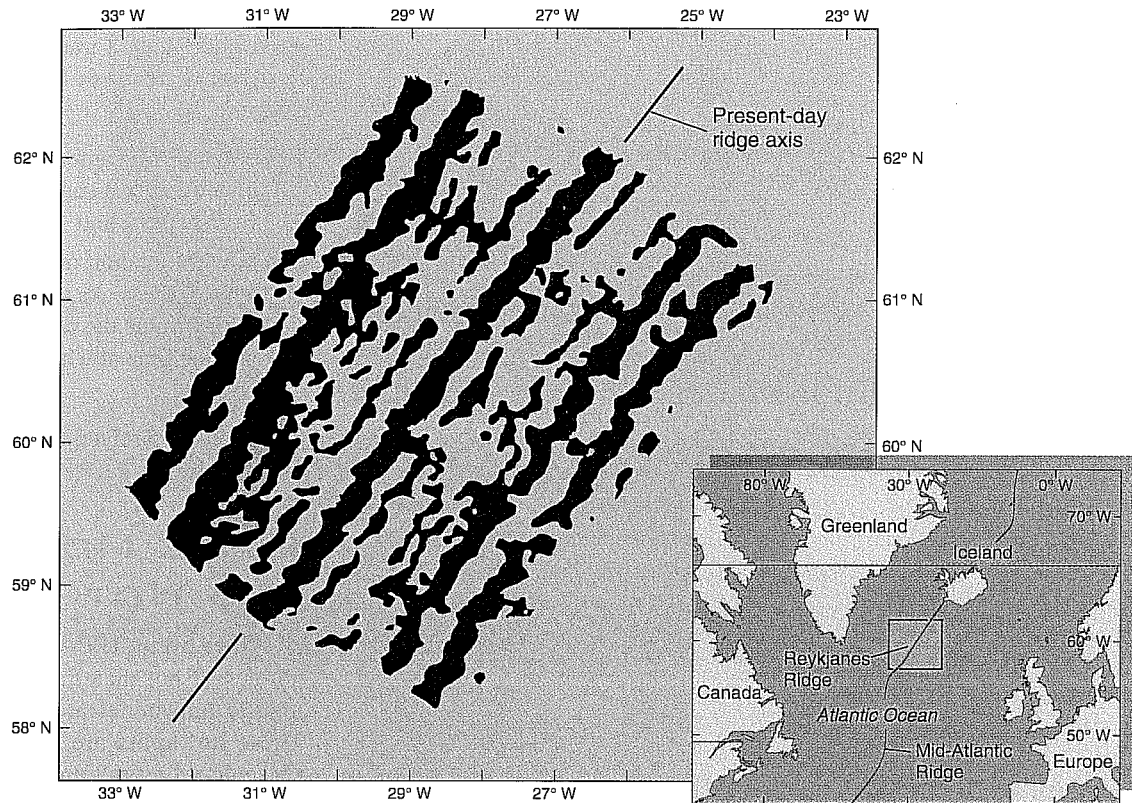 33° W 31° W 29° W 27° W 25° W 23° W
Present-day
ridge axis
62° N 62° N
61° N 61° N
60° N 60° N
59° N
58° N
33° W 31° W 29° W 27° W
80° W 30° W 0° W
Greenland
70° W
Iceland
60° W
Reykjanes
Ridge
Canada
Atlantic Ocean
50° W
Mid-Atlantic
Ridge
Europe